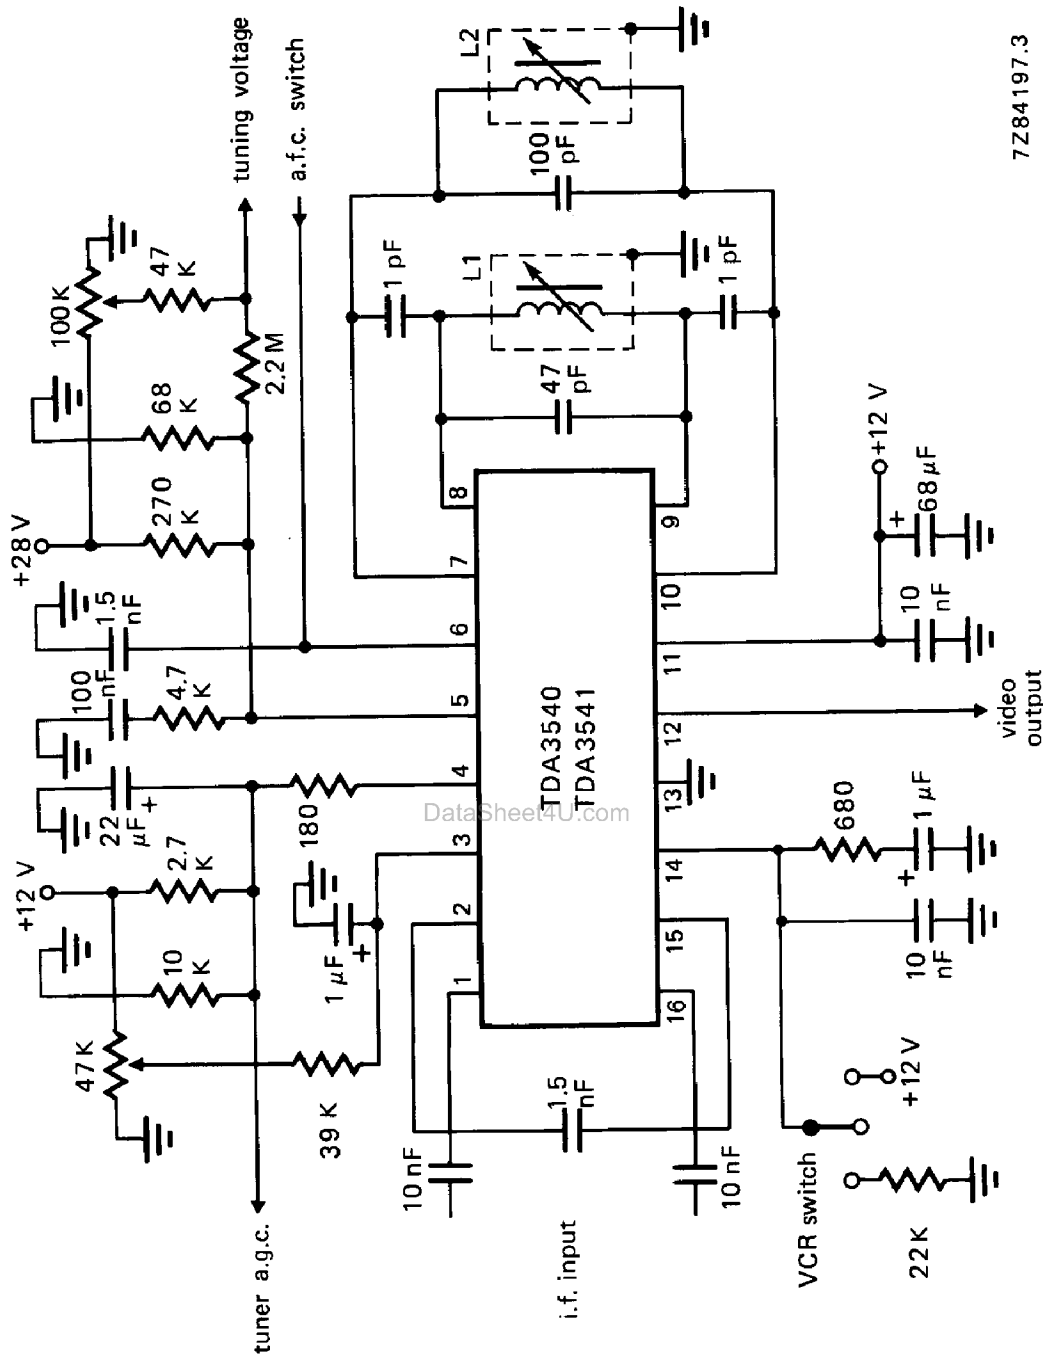 tuning voltage
a.f.c. switch
L2
7Z84197.3
100K
47
K
2.2 M
68
K
270
K
+28 V
1.5
nF
100
nF
4.7
K
22
µF +
2.7
K
+12 V
10
K
47K
39 K
180
1 µF
+
1 pF
L1
1 pF
100
pF
47
pF
8
7
6
5
4
3
2
1
9
10
11
12
13
14
15
16
TDA3540
TDA3541
DataSheet4U.com
+12 V
+
68 µF
10
nF
video
output
680
+
1 µF
10
nF
1.5
nF
10 nF
10 nF
i.f. input
tuner a.g.c.
VCR switch
+12V
22K